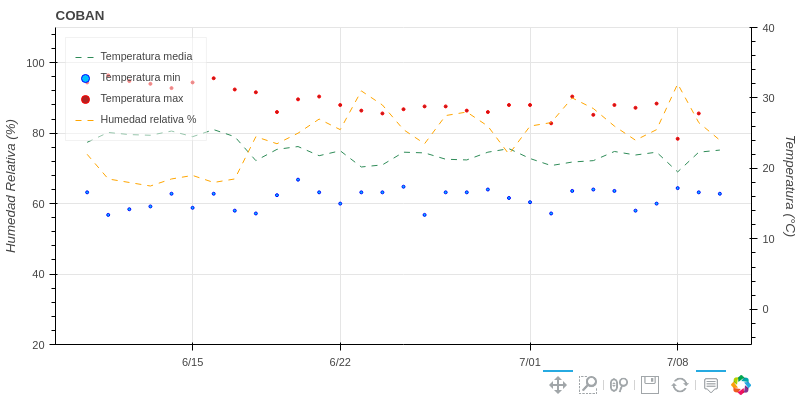 COBAN
Temperatura media
Temperatura min
Temperatura max
Humedad relativa %
Humedad Relativa (%)
100
80
60
40
20
40
30
20
10
0
Temperatura (°C)
6/15
6/22
7/01
7/08